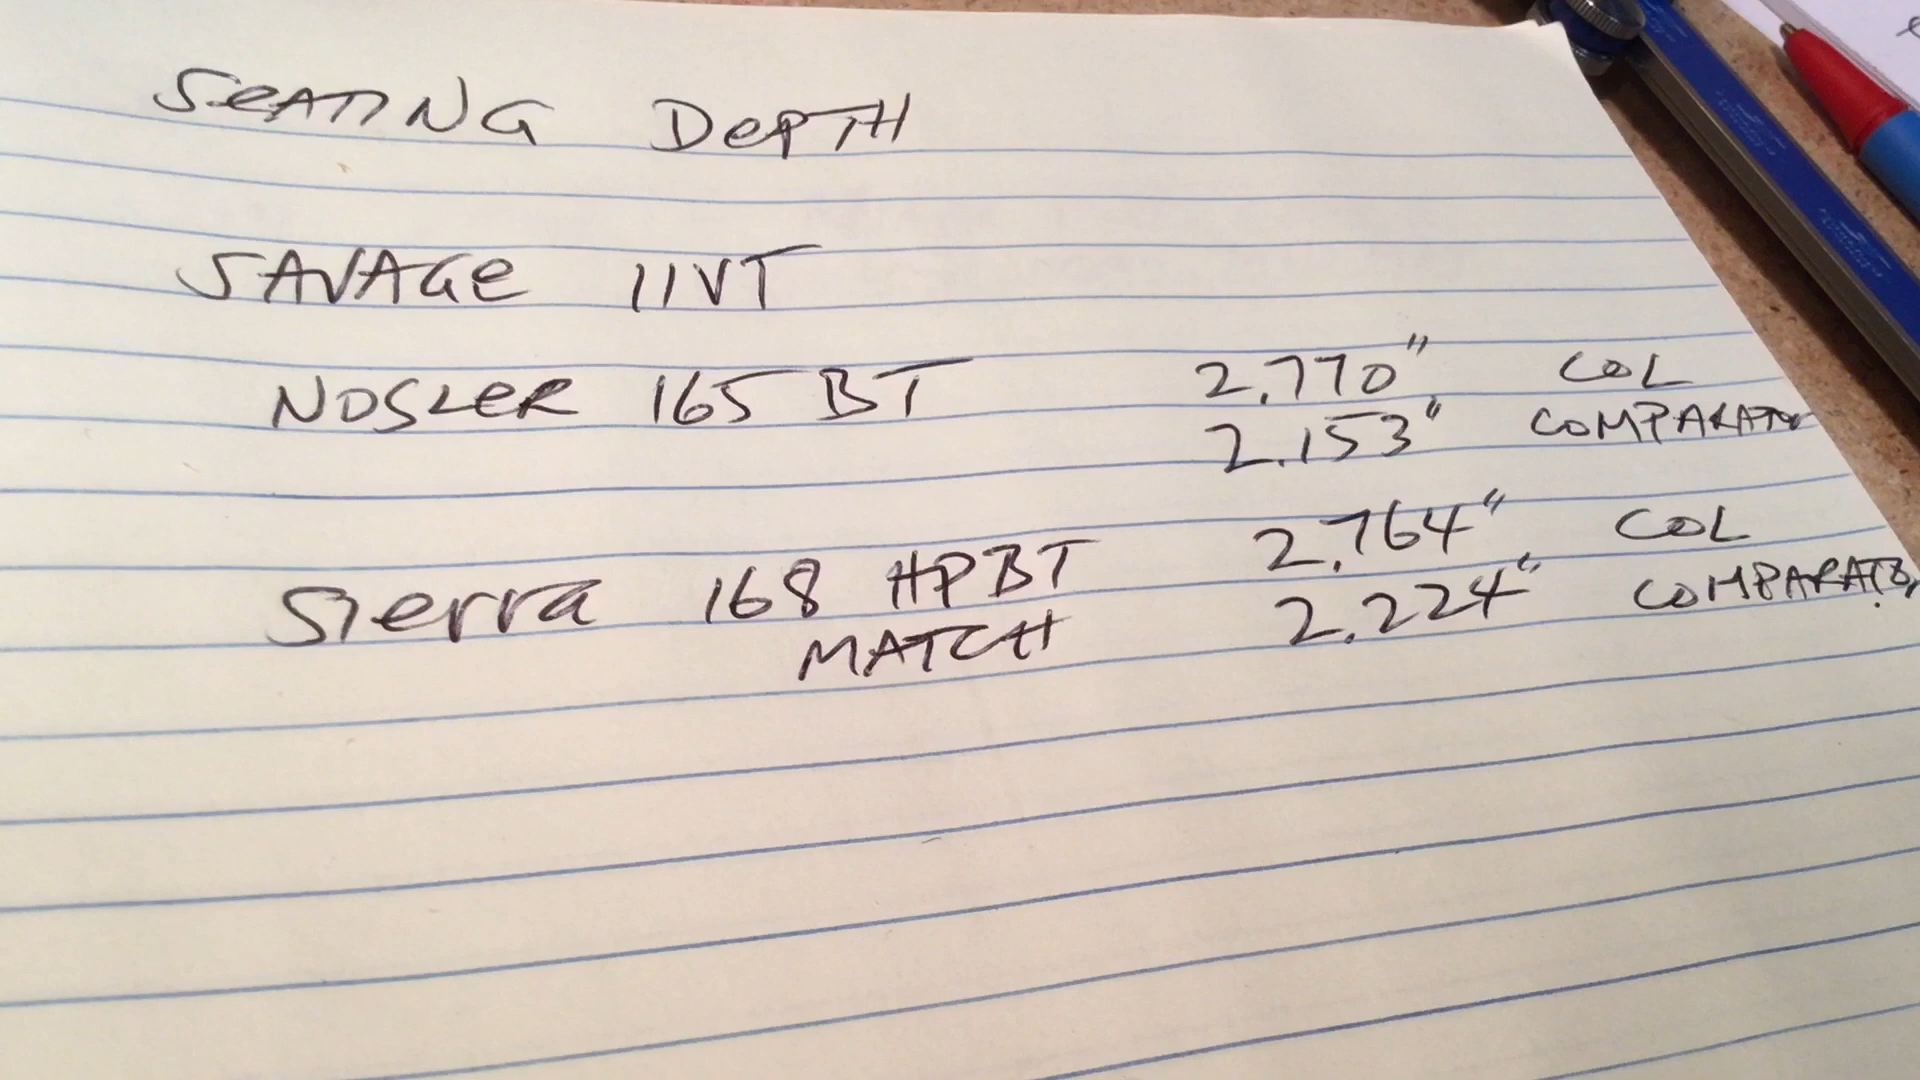 SEATING DEPTH
SAVAGE 11VT
NOSLER 165 BT 2.770" COL
2.153" COMPARATOR
Sierra 168 HPBT 2.764" COL
MATCH 2.224" COMPARATOR